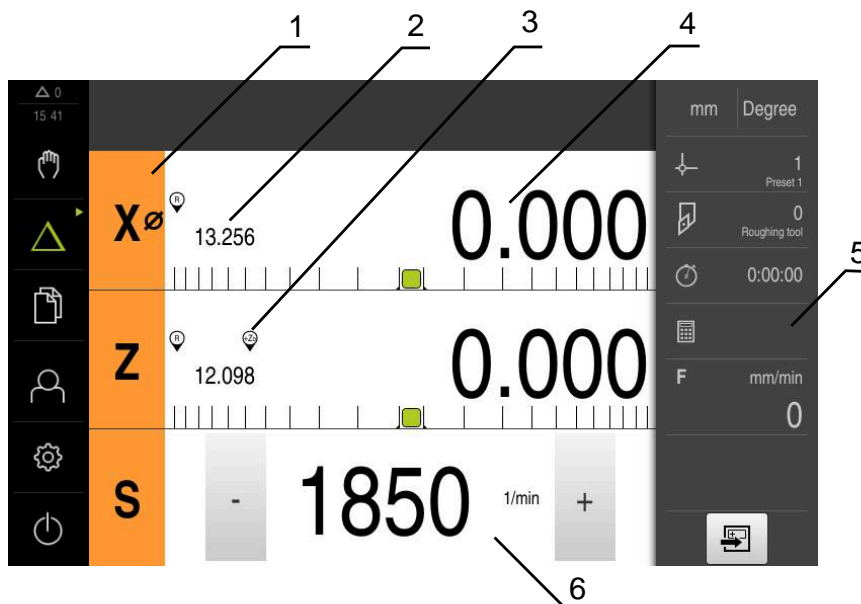 1 2 3 4
0
15 41
mm Degree
1
Preset 1
R
X⌀
13.256
0.000
0
Roughing tool
5
0:00:00
R
Z
12.098
0.000
F mm/min
0
S
- 1850 1/min +
6